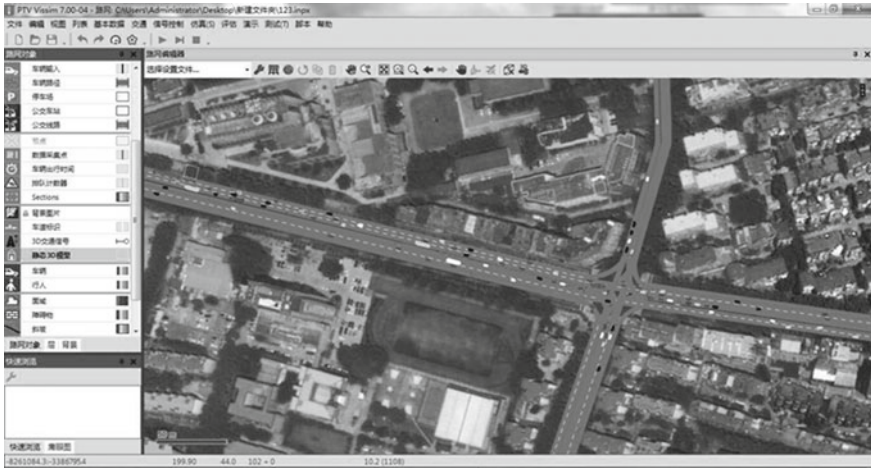 PTV Vissim 7.00-04 - 路网: C:\Users\Administrator\Desktop\新建文件夹\123.inpx
文件 编辑 视图 列表 基本数据 交通 信号控制 仿真(S) 评估 演示 测试(T) 脚本 帮助
路网对象
路网编辑器
选择设置文件...
车辆输入
车辆路径
停车场
公交车站
公交线路
节点
数据采集点
车辆出行时间
排队计数器
Sections
背景图片
车道标识
3D交通信号
静态3D模型
车辆
行人
面域
障碍物
斜坡
路网对象 层 背景
快速浏览
快速浏览 鹰眼图
50 m
-8261084.3:-3386795.4 199.90 44.0 102 + 0 10.2 (1108)